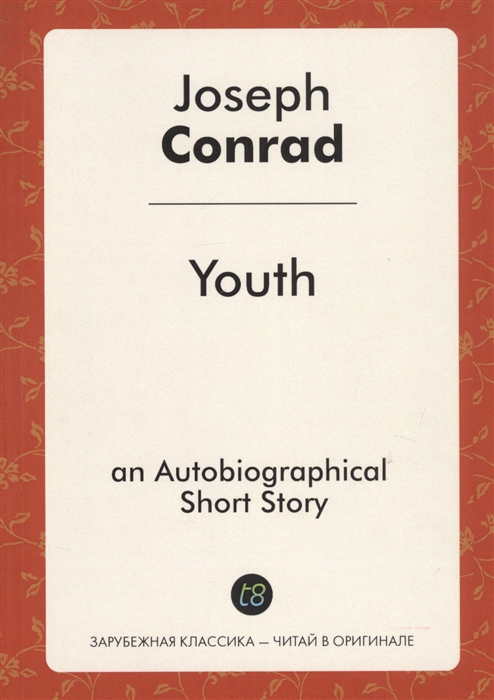 Joseph
Conrad
Youth
an Autobiographical
Short Story
t8
ЗАРУБЕЖНАЯ КЛАССИКА – ЧИТАЙ В ОРИГИНАЛЕ